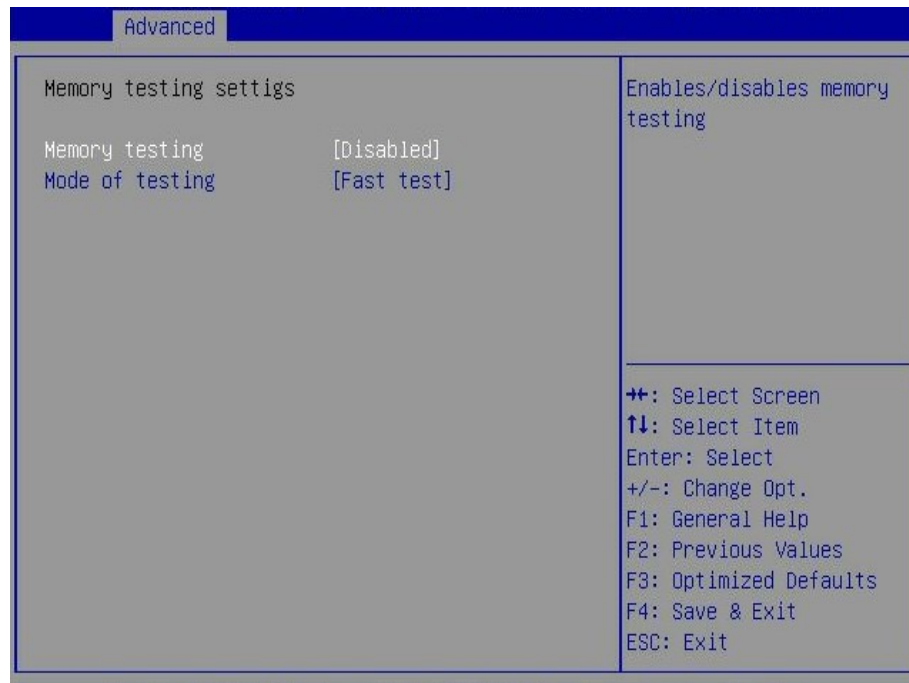 Advanced
Memory testing settigs
Memory testing [Disabled]
Mode of testing [Fast test]
Enables/disables memory
testing
→←: Select Screen
↑↓: Select Item
Enter: Select
+/-: Change Opt.
F1: General Help
F2: Previous Values
F3: Optimized Defaults
F4: Save & Exit
ESC: Exit